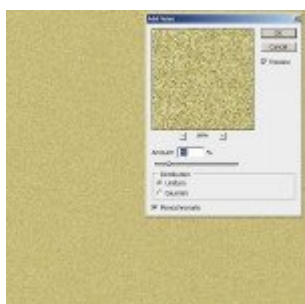 Add Noise
OK
Cancel
Preview
Amount: %
Distribution
Uniform
Gaussian
Monochromatic